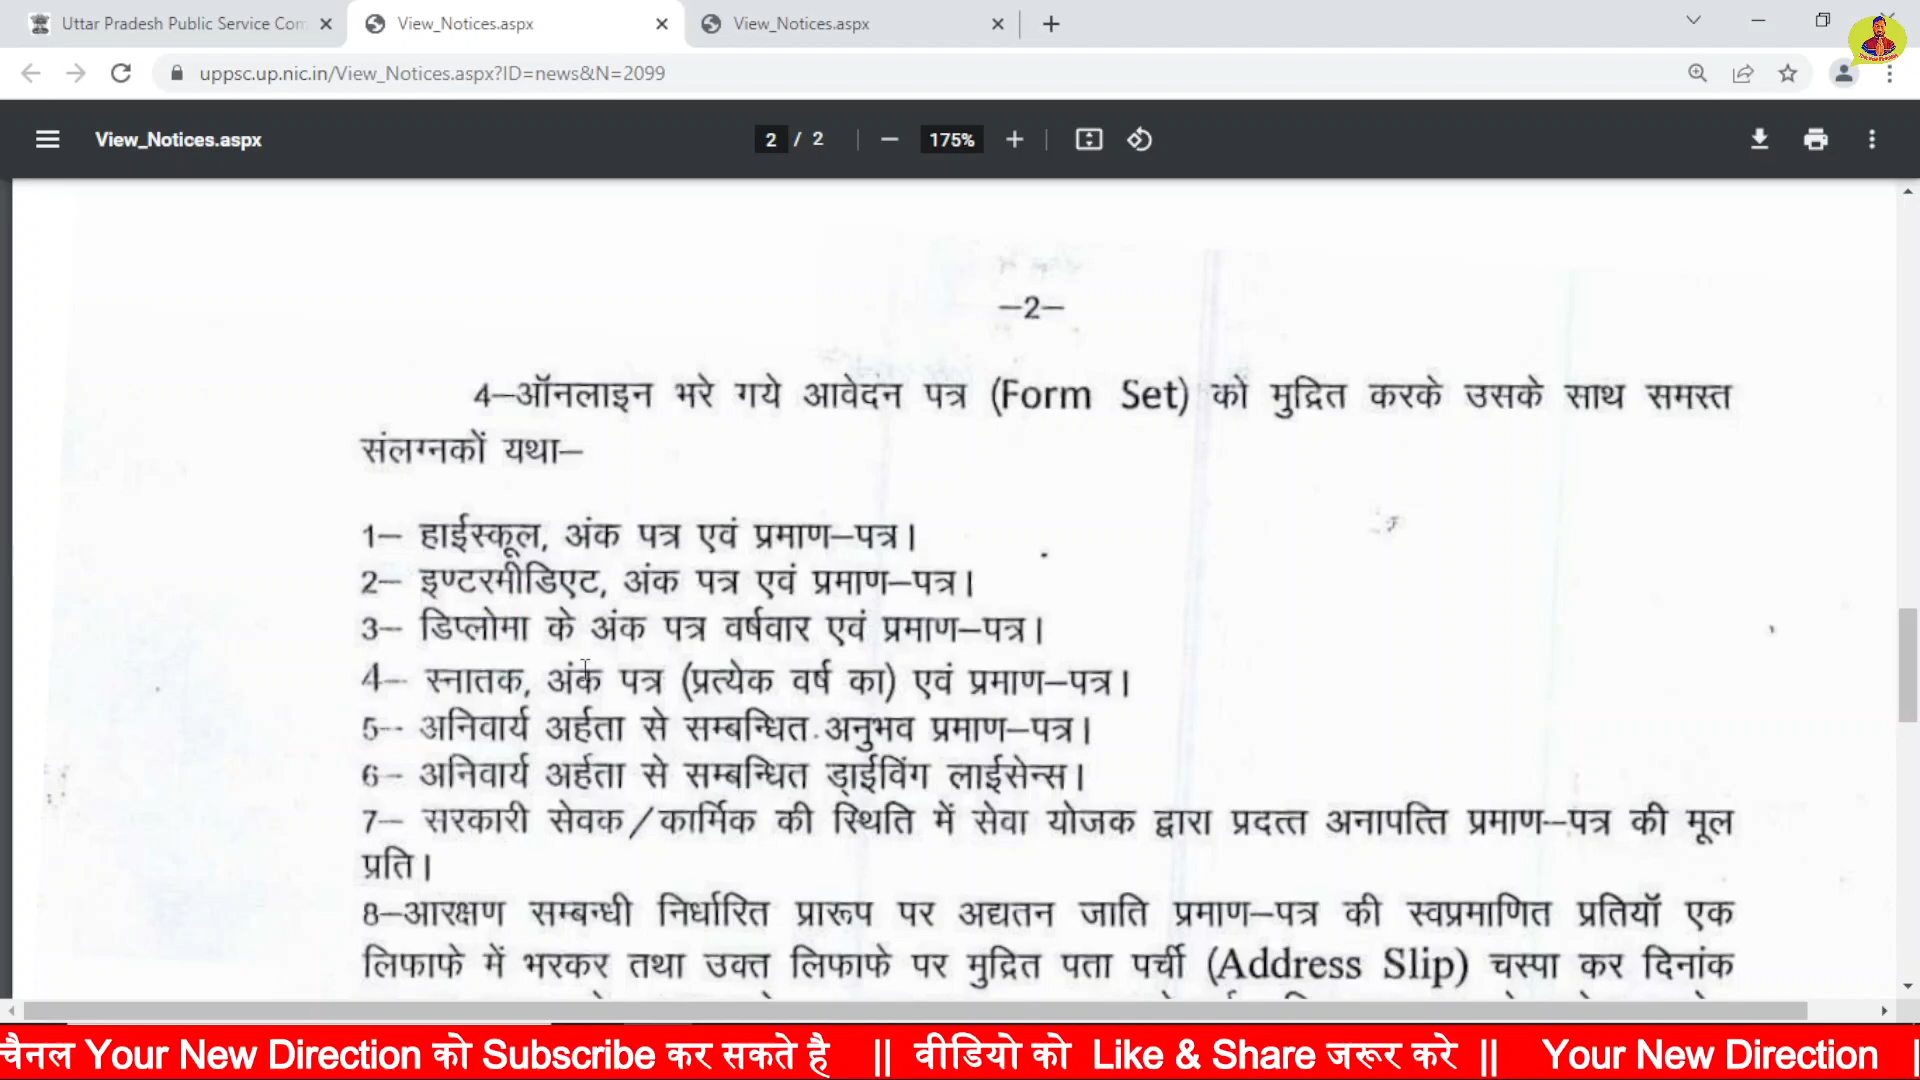 Uttar Pradesh Public Service Com
View_Notices.aspx
View_Notices.aspx
uppsc.up.nic.in/View_Notices.aspx?ID=news&N=2099
View_Notices.aspx
2 / 2
175%
—2—
4—ऑनलाइन भरे गये आवेदन पत्र (Form Set) को मुद्रित करके उसके साथ समस्त
संलग्नकों यथा—
1— हाईस्कूल, अंक पत्र एवं प्रमाण—पत्र।
2— इण्टरमीडिएट, अंक पत्र एवं प्रमाण—पत्र।
3— डिप्लोमा के अंक पत्र वर्षवार एवं प्रमाण—पत्र।
4— स्नातक, अंक पत्र (प्रत्येक वर्ष का) एवं प्रमाण—पत्र।
5-- अनिवार्य अर्हता से सम्बन्धित अनुभव प्रमाण—पत्र।
6— अनिवार्य अर्हता से सम्बन्धित ड्राईविंग लाईसेन्स।
7— सरकारी सेवक/कार्मिक की स्थिति में सेवा योजक द्वारा प्रदत्त अनापत्ति प्रमाण—पत्र की मूल
प्रति।
8—आरक्षण सम्बन्धी निर्धारित प्रारूप पर अद्यतन जाति प्रमाण—पत्र की स्वप्रमाणित प्रतियॉ एक
लिफाफे में भरकर तथा उक्त लिफाफे पर मुद्रित पता पर्ची (Address Slip) चस्पा कर दिनांक
चैनल Your New Direction को Subscribe कर सकते है || वीडियो को Like & Share जरूर करे || Your New Direction |